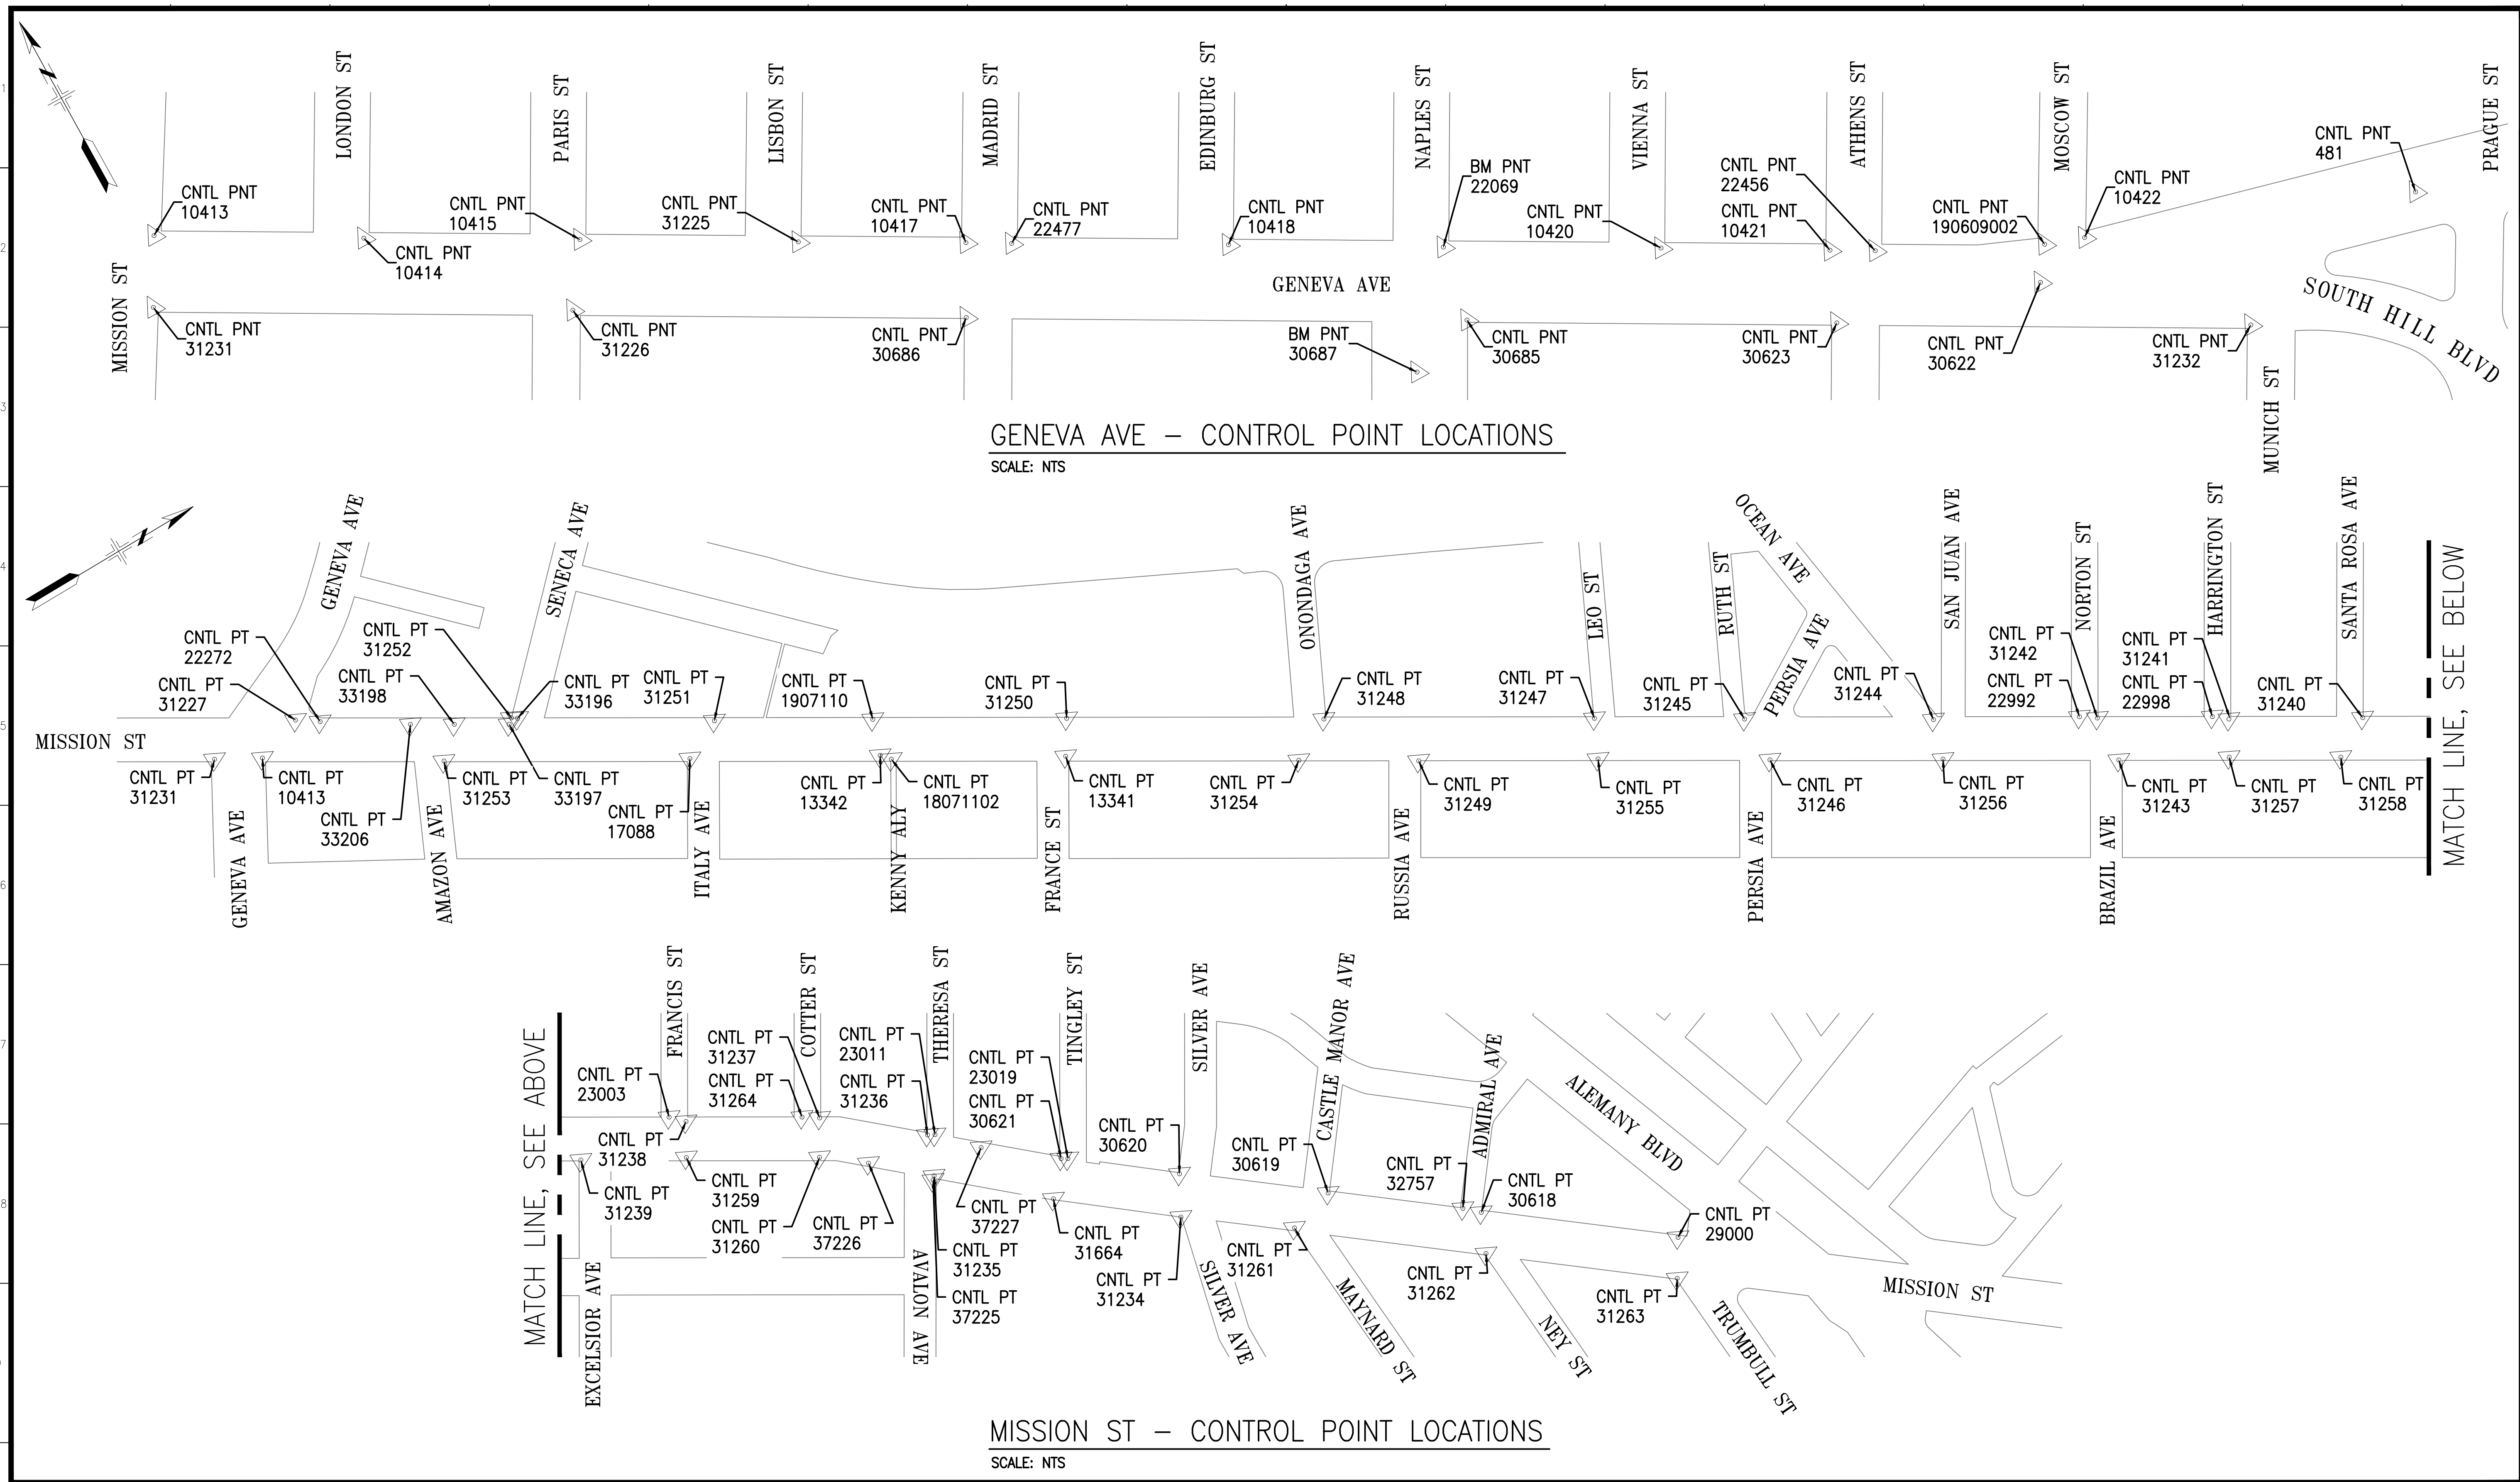 LONDON ST
PARIS ST
LISBON ST
MADRID ST
EDINBURG ST
NAPLES ST
VIENNA ST
ATHENS ST
MOSCOW ST
PRAGUE ST
CNTL PNT
10413
CNTL PNT
10414
CNTL PNT
10415
CNTL PNT
31225
CNTL PNT
10417
CNTL PNT
22477
CNTL PNT
10418
BM PNT
22069
CNTL PNT
10420
CNTL PNT
22456
CNTL PNT
10421
CNTL PNT
190609002
CNTL PNT
10422
CNTL PNT
481
MISSION ST
GENEVA AVE
SOUTH HILL BLVD
CNTL PNT
31231
CNTL PNT
31226
CNTL PNT
30686
BM PNT
30687
CNTL PNT
30685
CNTL PNT
30623
CNTL PNT
30622
CNTL PNT
31232
MUNICH ST
GENEVA AVE – CONTROL POINT LOCATIONS
SCALE: NTS
GENEVA AVE
SENECA AVE
ONONDAGA AVE
LEO ST
RUTH ST
OCEAN AVE
PERSIA AVE
SAN JUAN AVE
NORTON ST
HARRINGTON ST
SANTA ROSA AVE
MATCH LINE, SEE BELOW
CNTL PT
22272
CNTL PT
31227
CNTL PT
31252
CNTL PT
33198
CNTL PT
33196
CNTL PT
31251
CNTL PT
1907110
CNTL PT
31250
CNTL PT
31248
CNTL PT
31247
CNTL PT
31245
CNTL PT
31244
CNTL PT
31242
CNTL PT
22992
CNTL PT
31241
CNTL PT
22998
CNTL PT
31240
MISSION ST
CNTL PT
31231
CNTL PT
10413
CNTL PT
33206
CNTL PT
31253
CNTL PT
33197
CNTL PT
17088
CNTL PT
13342
CNTL PT
18071102
CNTL PT
13341
CNTL PT
31254
CNTL PT
31249
CNTL PT
31255
CNTL PT
31246
CNTL PT
31256
CNTL PT
31243
CNTL PT
31257
CNTL PT
31258
GENEVA AVE
AMAZON AVE
ITALY AVE
KENNY ALY
FRANCE ST
RUSSIA AVE
PERSIA AVE
BRAZIL AVE
MATCH LINE, SEE ABOVE
FRANCIS ST
COTTER ST
THERESA ST
TINGLEY ST
SILVER AVE
CASTLE MANOR AVE
ADMIRAL AVE
ALEMANY BLVD
CNTL PT
23003
CNTL PT
31237
CNTL PT
31264
CNTL PT
23011
CNTL PT
31236
CNTL PT
23019
CNTL PT
30621
CNTL PT
30620
CNTL PT
30619
CNTL PT
32757
CNTL PT
30618
CNTL PT
29000
CNTL PT
31238
CNTL PT
31239
CNTL PT
31259
CNTL PT
31260
CNTL PT
37226
CNTL PT
37227
CNTL PT
31235
CNTL PT
37225
CNTL PT
31664
CNTL PT
31234
CNTL PT
31261
CNTL PT
31262
CNTL PT
31263
EXCELSIOR AVE
AVALON AVE
SILVER AVE
MAYNARD ST
NEY ST
TRUMBULL ST
MISSION ST
MISSION ST – CONTROL POINT LOCATIONS
SCALE: NTS
1
2
3
4
5
6
7
8